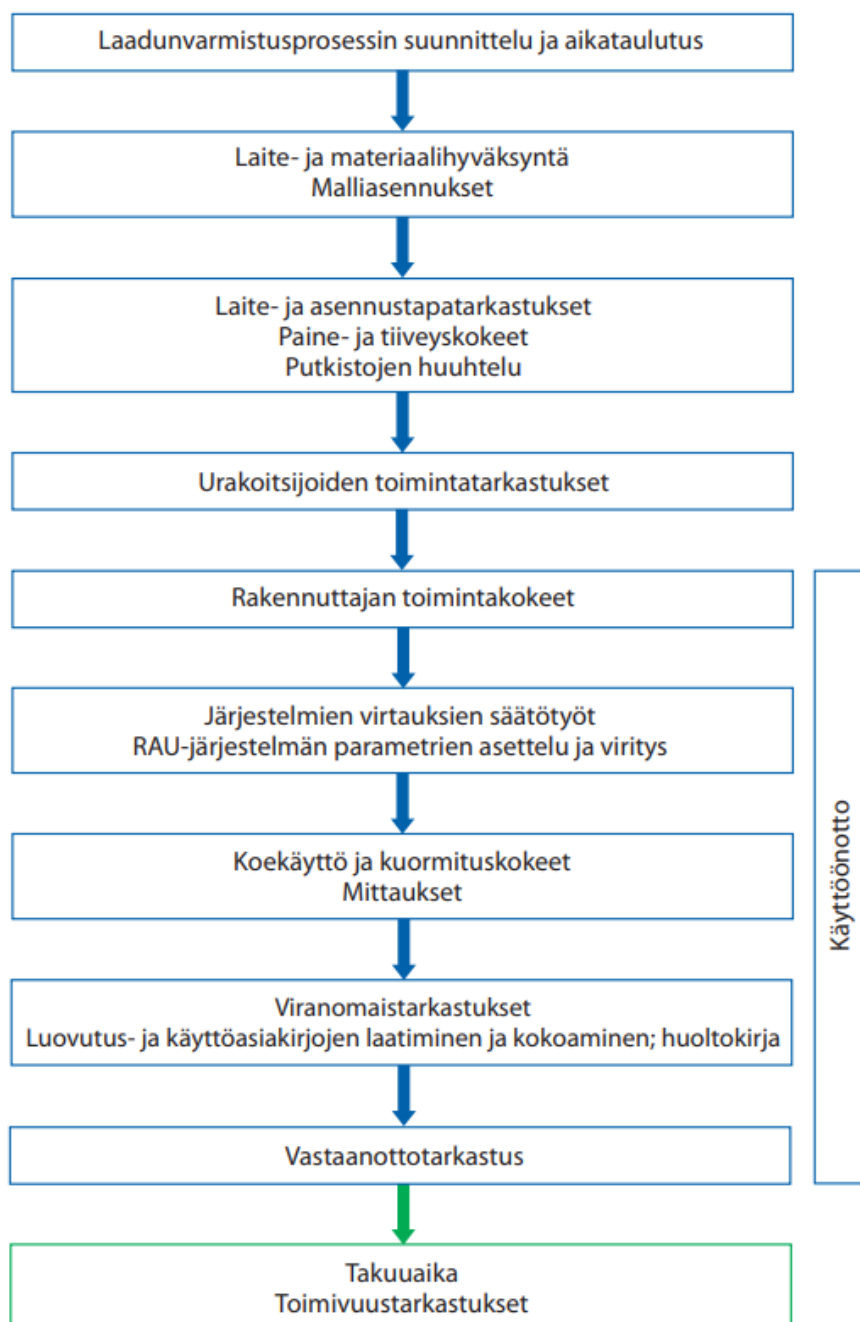 Laadunvarmistusprosessin suunnittelu ja aikataulutus
Laite- ja materiaalihyväksyntä
Malliasennukset
Laite- ja asennustapatarkastukset
Paine- ja tiiveyskokeet
Putkistojen huuhtelu
Urakoitsijoiden toimintatarkastukset
Rakennuttajan toimintakokeet
Järjestelmien virtauksien säätötyöt
RAU-järjestelmän parametrien asettelu ja viritys
Koekäyttö ja kuormituskokeet
Mittaukset
Viranomaistarkastukset
Luovutus- ja käyttöasiakirjojen laatiminen ja kokoaminen; huoltokirja
Vastaanottotarkastus
Käyttöönotto
Takuuaika
Toimivuustarkastukset